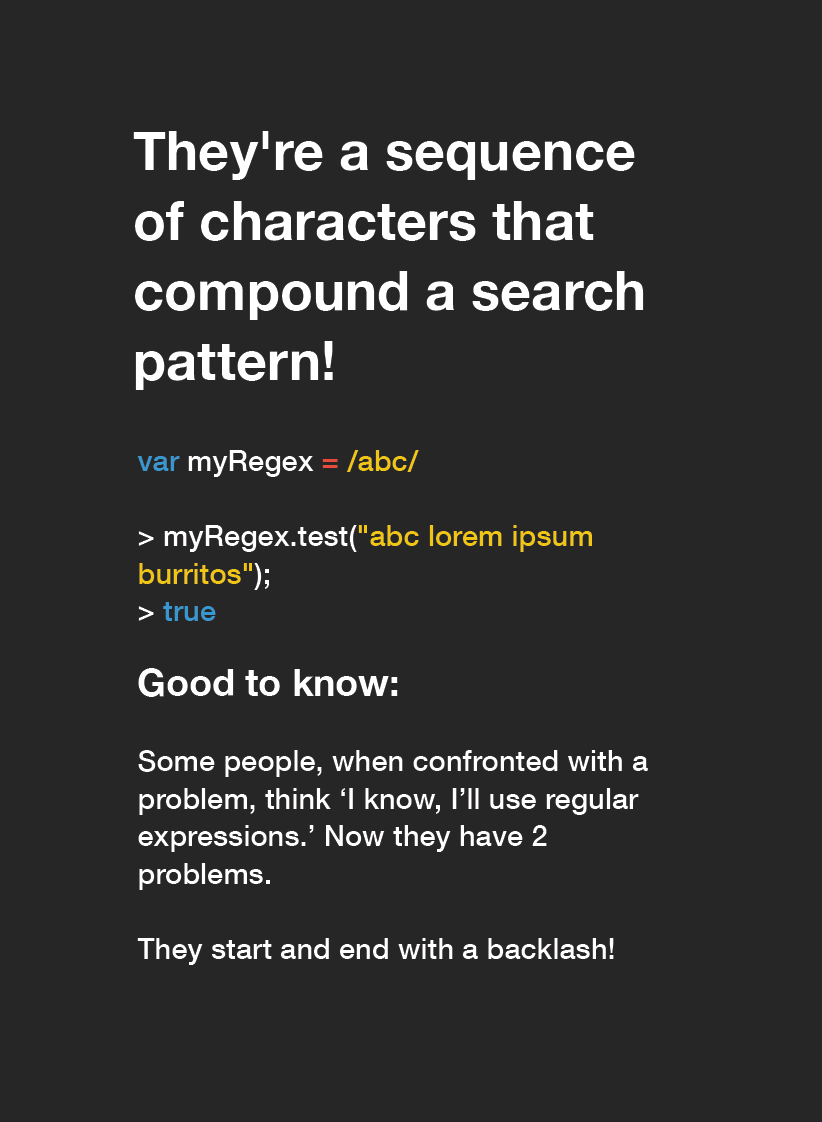 They're a sequence
of characters that
compound a search
pattern!
var myRegex = /abc/
> myRegex.test("abc lorem ipsum
burritos");
> true
Good to know:
Some people, when confronted with a
problem, think ‘I know, I’ll use regular
expressions.’ Now they have 2
problems.
They start and end with a backlash!